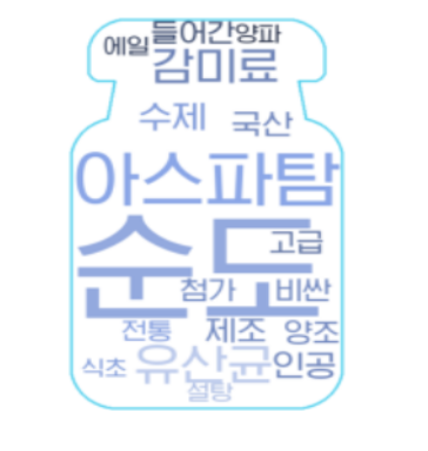 에일 들어간 양파
감미료
수제 국산
아스파탐
순도
고급
첨가 비싼
전통 제조 양조
식초 유산균 인공
설탕